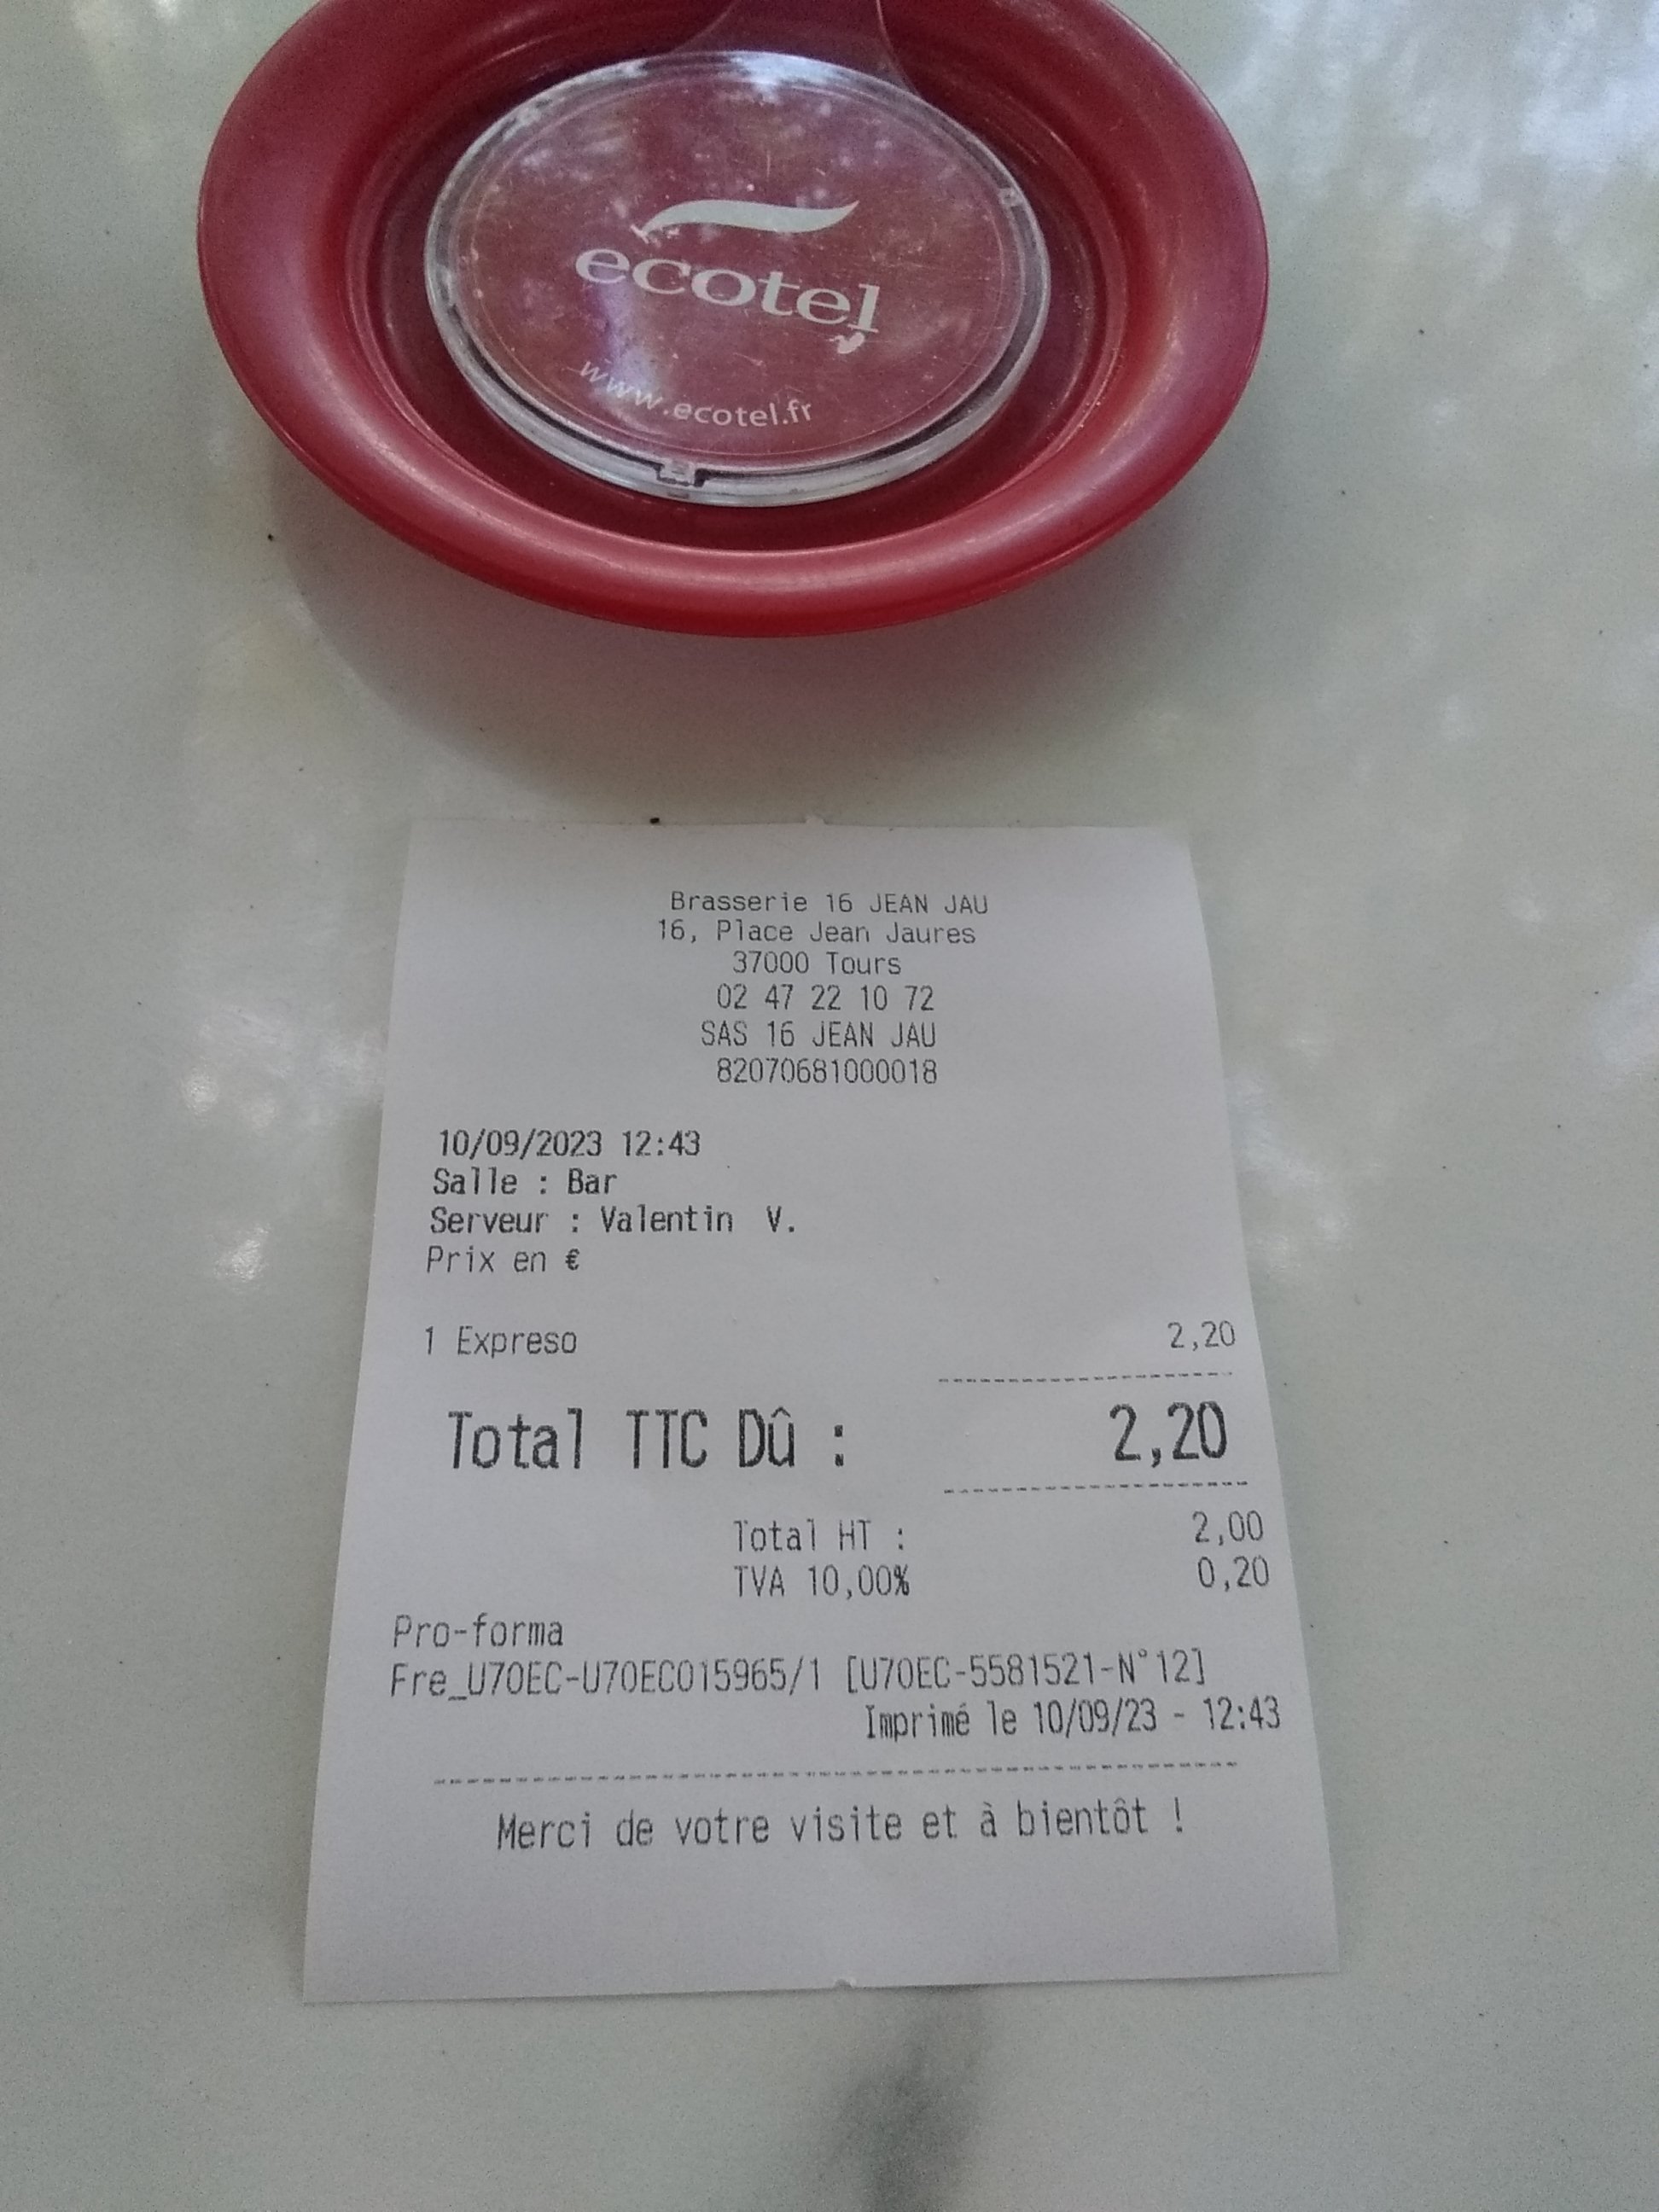 ecotel
www.ecotel.fr
Brasserie 16 JEAN JAU
16, Place Jean Jaures
37000 Tours
02 47 22 10 72
SAS 16 JEAN JAU
82070681000018
10/09/2023 12:43
Salle : Bar
Serveur : Valentin V.
Prix en €
1 Expreso 2,20
Total TTC Dû : 2,20
Total HT : 2,00
TVA 10,00% 0,20
Pro-forma
Fre_U70EC-U70EC015965/1 [U70EC-5581521-N°12]
Imprimé le 10/09/23 - 12:43
Merci de votre visite et à bientôt !